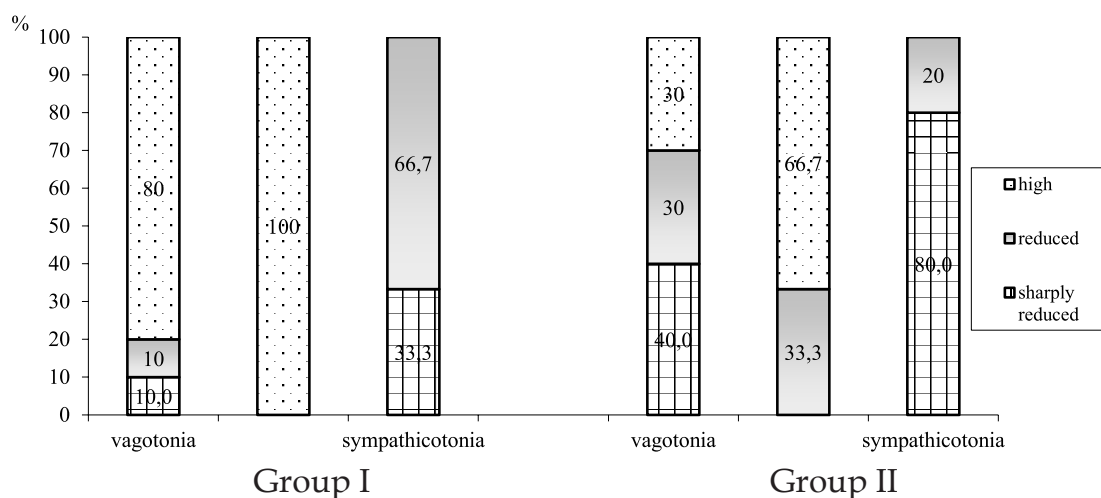 %
100
90
80
70
60
50
40
30
20
10
0
80
10
10,0
100
66,7
33,3
30
30
40,0
66,7
33,3
20
80,0
high
reduced
sharply
reduced
vagotonia
sympathicotonia
vagotonia
sympathicotonia
Group I
Group II